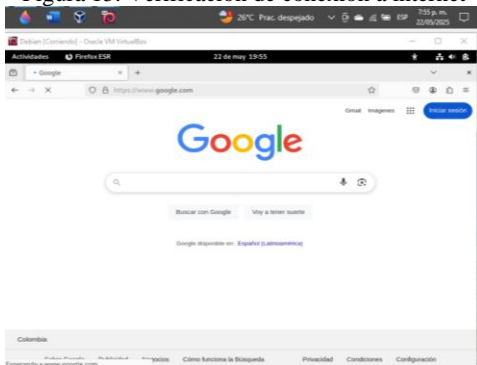 Figura 13. Verificación de conexión a internet
26°C Prac. despejado
ESP
7:55 p. m.
22/05/2025
Debian [Corriendo] - Oracle VM VirtualBox
Actividades
Firefox ESR
22 de may 19:55
Google
https://www.google.com
Gmail
Imágenes
Iniciar sesión
Google
Buscar con Google
Voy a tener suerte
Google disponible en: Español (Latinoamérica)
Colombia
Cómo funciona la Búsqueda
Privacidad
Condiciones
Configuración
Esperando a www.google.com